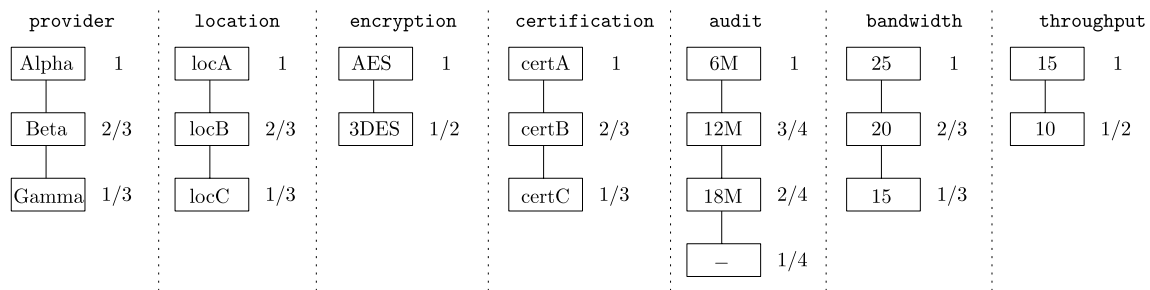 provider location encryption certification audit bandwidth throughput
Alpha 1 locA 1 AES 1 certA 1 6M 1 25 1 15 1
Beta 2/3 locB 2/3 3DES 1/2 certB 2/3 12M 3/4 20 2/3 10 1/2
Gamma 1/3 locC 1/3 certC 1/3 18M 2/4 15 1/3
– 1/4